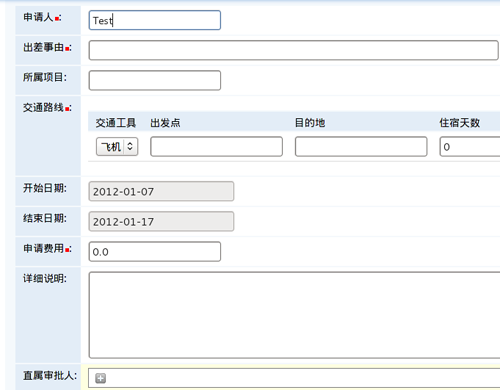 申请人: Test
出差事由:
所属项目:
交通路线:
交通工具 出发点 目的地 住宿天数
飞机 0
开始日期: 2012-01-07
结束日期: 2012-01-17
申请费用: 0.0
详细说明:
直属审批人: